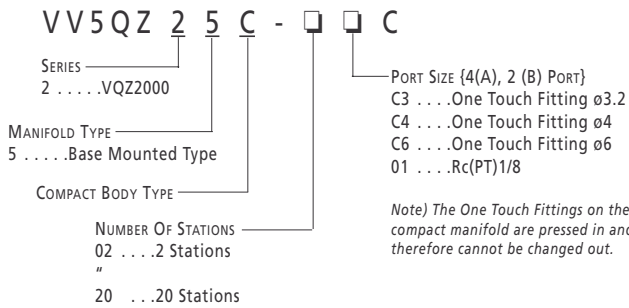 VV5QZ 2 5 C - ❑ ❑ C
SERIES
2 . . . . .VQZ2000
MANIFOLD TYPE
5 . . . . .Base Mounted Type
COMPACT BODY TYPE
NUMBER OF STATIONS
02 . . . .2 Stations
"
20 . . .20 Stations
PORT SIZE {4(A), 2 (B) PORT}
C3 . . . .One Touch Fitting ø3.2
C4 . . . .One Touch Fitting ø4
C6 . . . .One Touch Fitting ø6
01 . . . .Rc(PT)1/8
Note) The One Touch Fittings on the
compact manifold are pressed in and
therefore cannot be changed out.